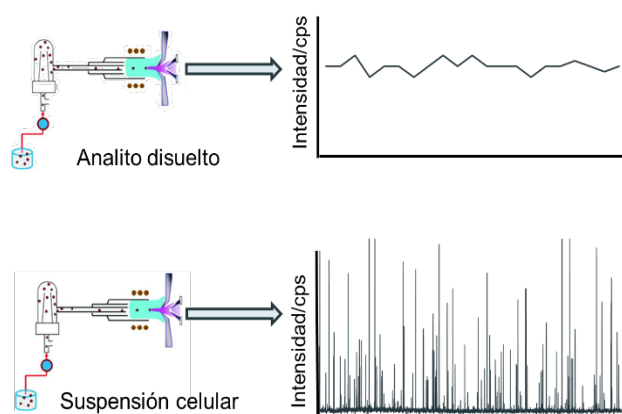 Intensidad/cps
Analito disuelto
Intensidad/cps
Suspensión celular